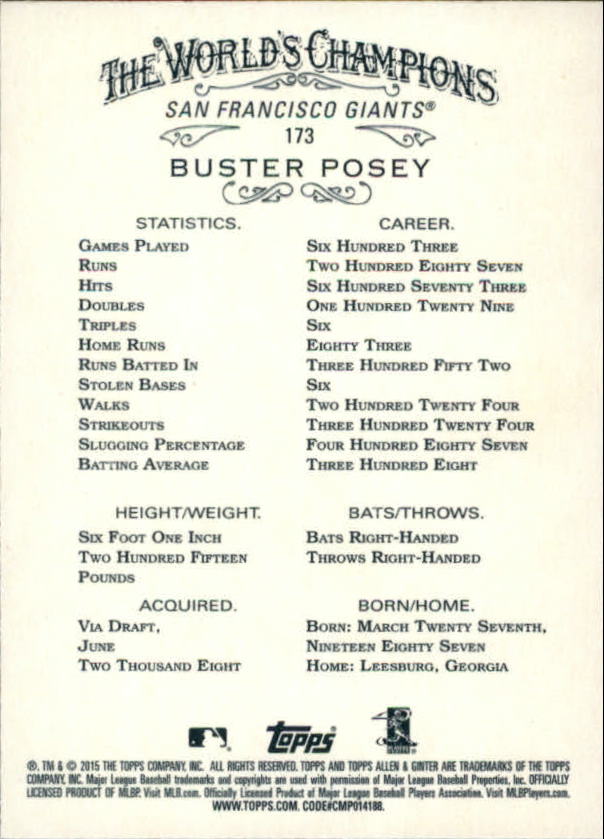 THE WORLD'S CHAMPIONS
SAN FRANCISCO GIANTS®
173
BUSTER POSEY
STATISTICS. CAREER.
GAMES PLAYED SIX HUNDRED THREE
RUNS TWO HUNDRED EIGHTY SEVEN
HITS SIX HUNDRED SEVENTY THREE
DOUBLES ONE HUNDRED TWENTY NINE
TRIPLES SIX
HOME RUNS EIGHTY THREE
RUNS BATTED IN THREE HUNDRED FIFTY TWO
STOLEN BASES SIX
WALKS TWO HUNDRED TWENTY FOUR
STRIKEOUTS THREE HUNDRED TWENTY FOUR
SLUGGING PERCENTAGE FOUR HUNDRED EIGHTY SEVEN
BATTING AVERAGE THREE HUNDRED EIGHT
HEIGHT/WEIGHT. BATS/THROWS.
SIX FOOT ONE INCH BATS RIGHT-HANDED
TWO HUNDRED FIFTEEN THROWS RIGHT-HANDED
POUNDS
ACQUIRED. BORN/HOME.
VIA DRAFT, BORN: MARCH TWENTY SEVENTH,
JUNE NINETEEN EIGHTY SEVEN
TWO THOUSAND EIGHT HOME: LEESBURG, GEORGIA
Topps
®, TM & © 2015 THE TOPPS COMPANY, INC. ALL RIGHTS RESERVED. TOPPS AND TOPPS ALLEN & GINTER ARE TRADEMARKS OF THE TOPPS
COMPANY, INC. Major League Baseball trademarks and copyrights are used with permission of Major League Baseball Properties, Inc. OFFICIALLY
LICENSED PRODUCT OF MLBP. Visit MLB.com. Officially Licensed Product of Major League Baseball Players Association. Visit MLBPlayers.com.
WWW.TOPPS.COM. CODE#CMP014188.